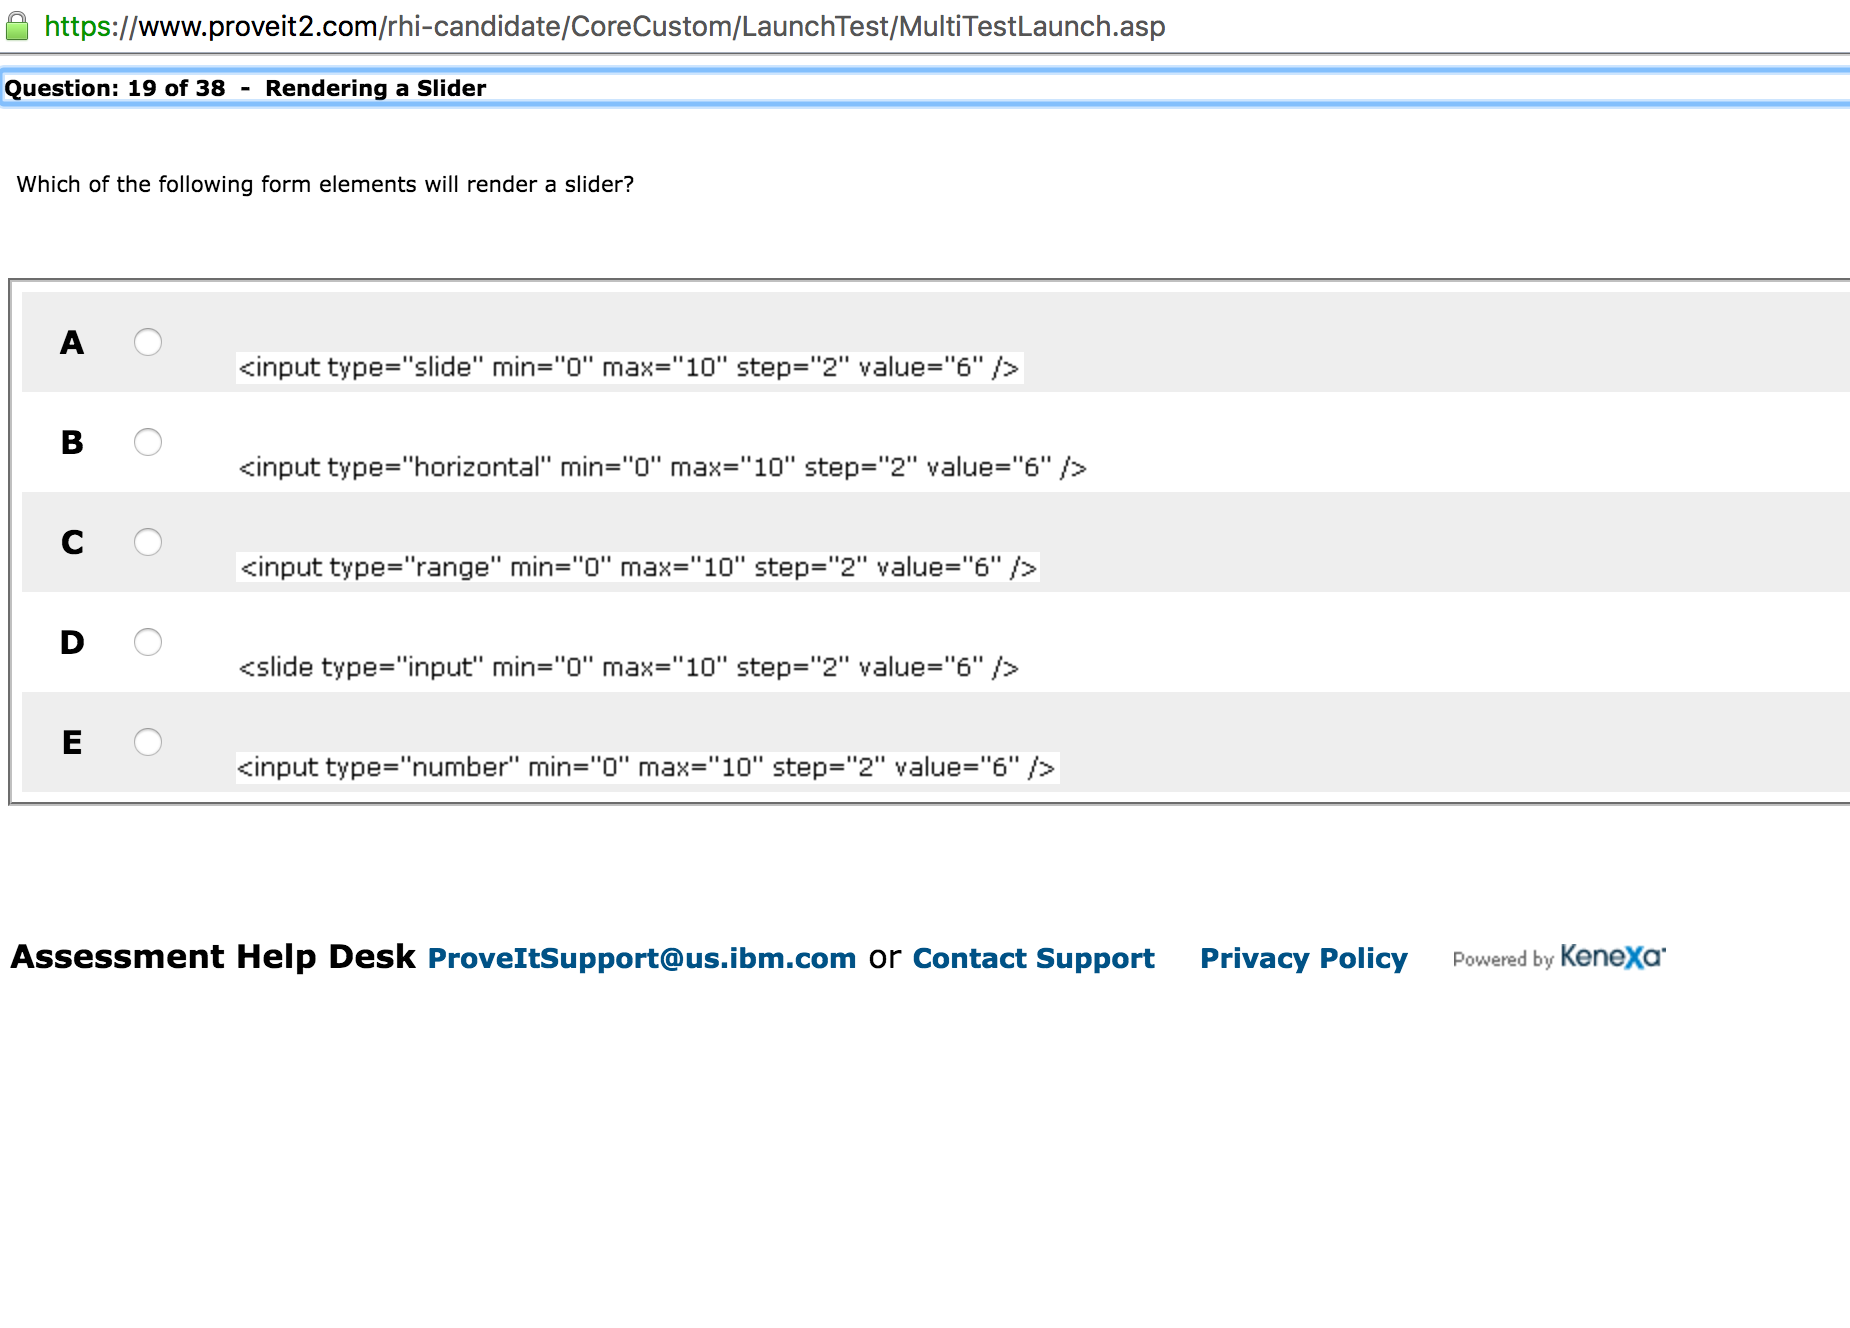 https://www.proveit2.com/rhi-candidate/CoreCustom/LaunchTest/MultiTestLaunch.asp
Question: 19 of 38 - Rendering a Slider
Which of the following form elements will render a slider?
A <input type="slide" min="0" max="10" step="2" value="6" />
B <input type="horizontal" min="0" max="10" step="2" value="6" />
C <input type="range" min="0" max="10" step="2" value="6" />
D <slide type="input" min="0" max="10" step="2" value="6" />
E <input type="number" min="0" max="10" step="2" value="6" />
Assessment Help Desk ProveItSupport@us.ibm.com or Contact Support Privacy Policy Powered by Kenexa